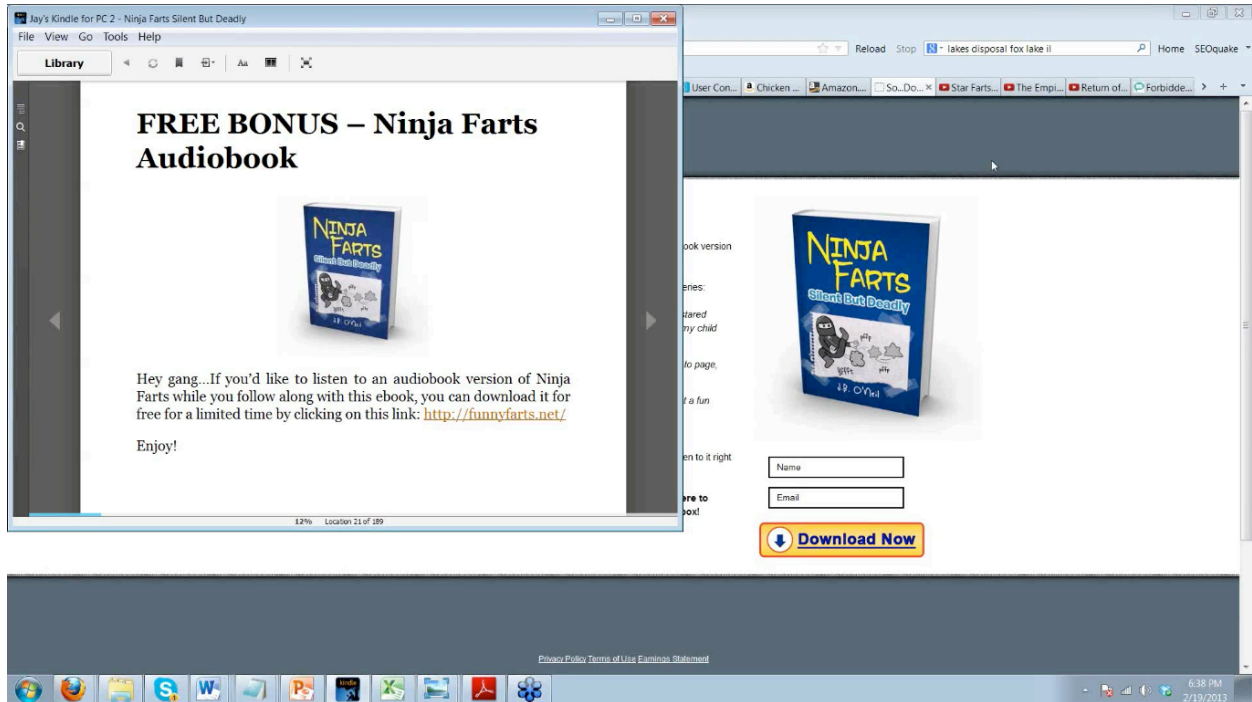 Jay's Kindle for PC 2 - Ninja Farts Silent But Deadly
File View Go Tools Help
Library
Aa
FREE BONUS – Ninja Farts
Audiobook
NINJA
FARTS
Silent But Deadly
J.B. O'Neil
Hey gang...If you'd like to listen to an audiobook version of Ninja
Farts while you follow along with this ebook, you can download it for
free for a limited time by clicking on this link: http://funnyfarts.net/
Enjoy!
12% Location 21 of 189
Reload Stop lakes disposal fox lake il Home SEOquake
User Con... Chicken ... Amazon.... So...Do... Star Farts... The Empi... Return of... Forbidde...
ook version
eries:
stared
my child
to page,
t a fun
en to it right
ere to
box!
NINJA
FARTS
Silent But Deadly
pffft
J.B. O'Neil
Name
Email
Download Now
Privacy Policy Terms of Use Earnings Statement
6:38 PM
2/19/2013